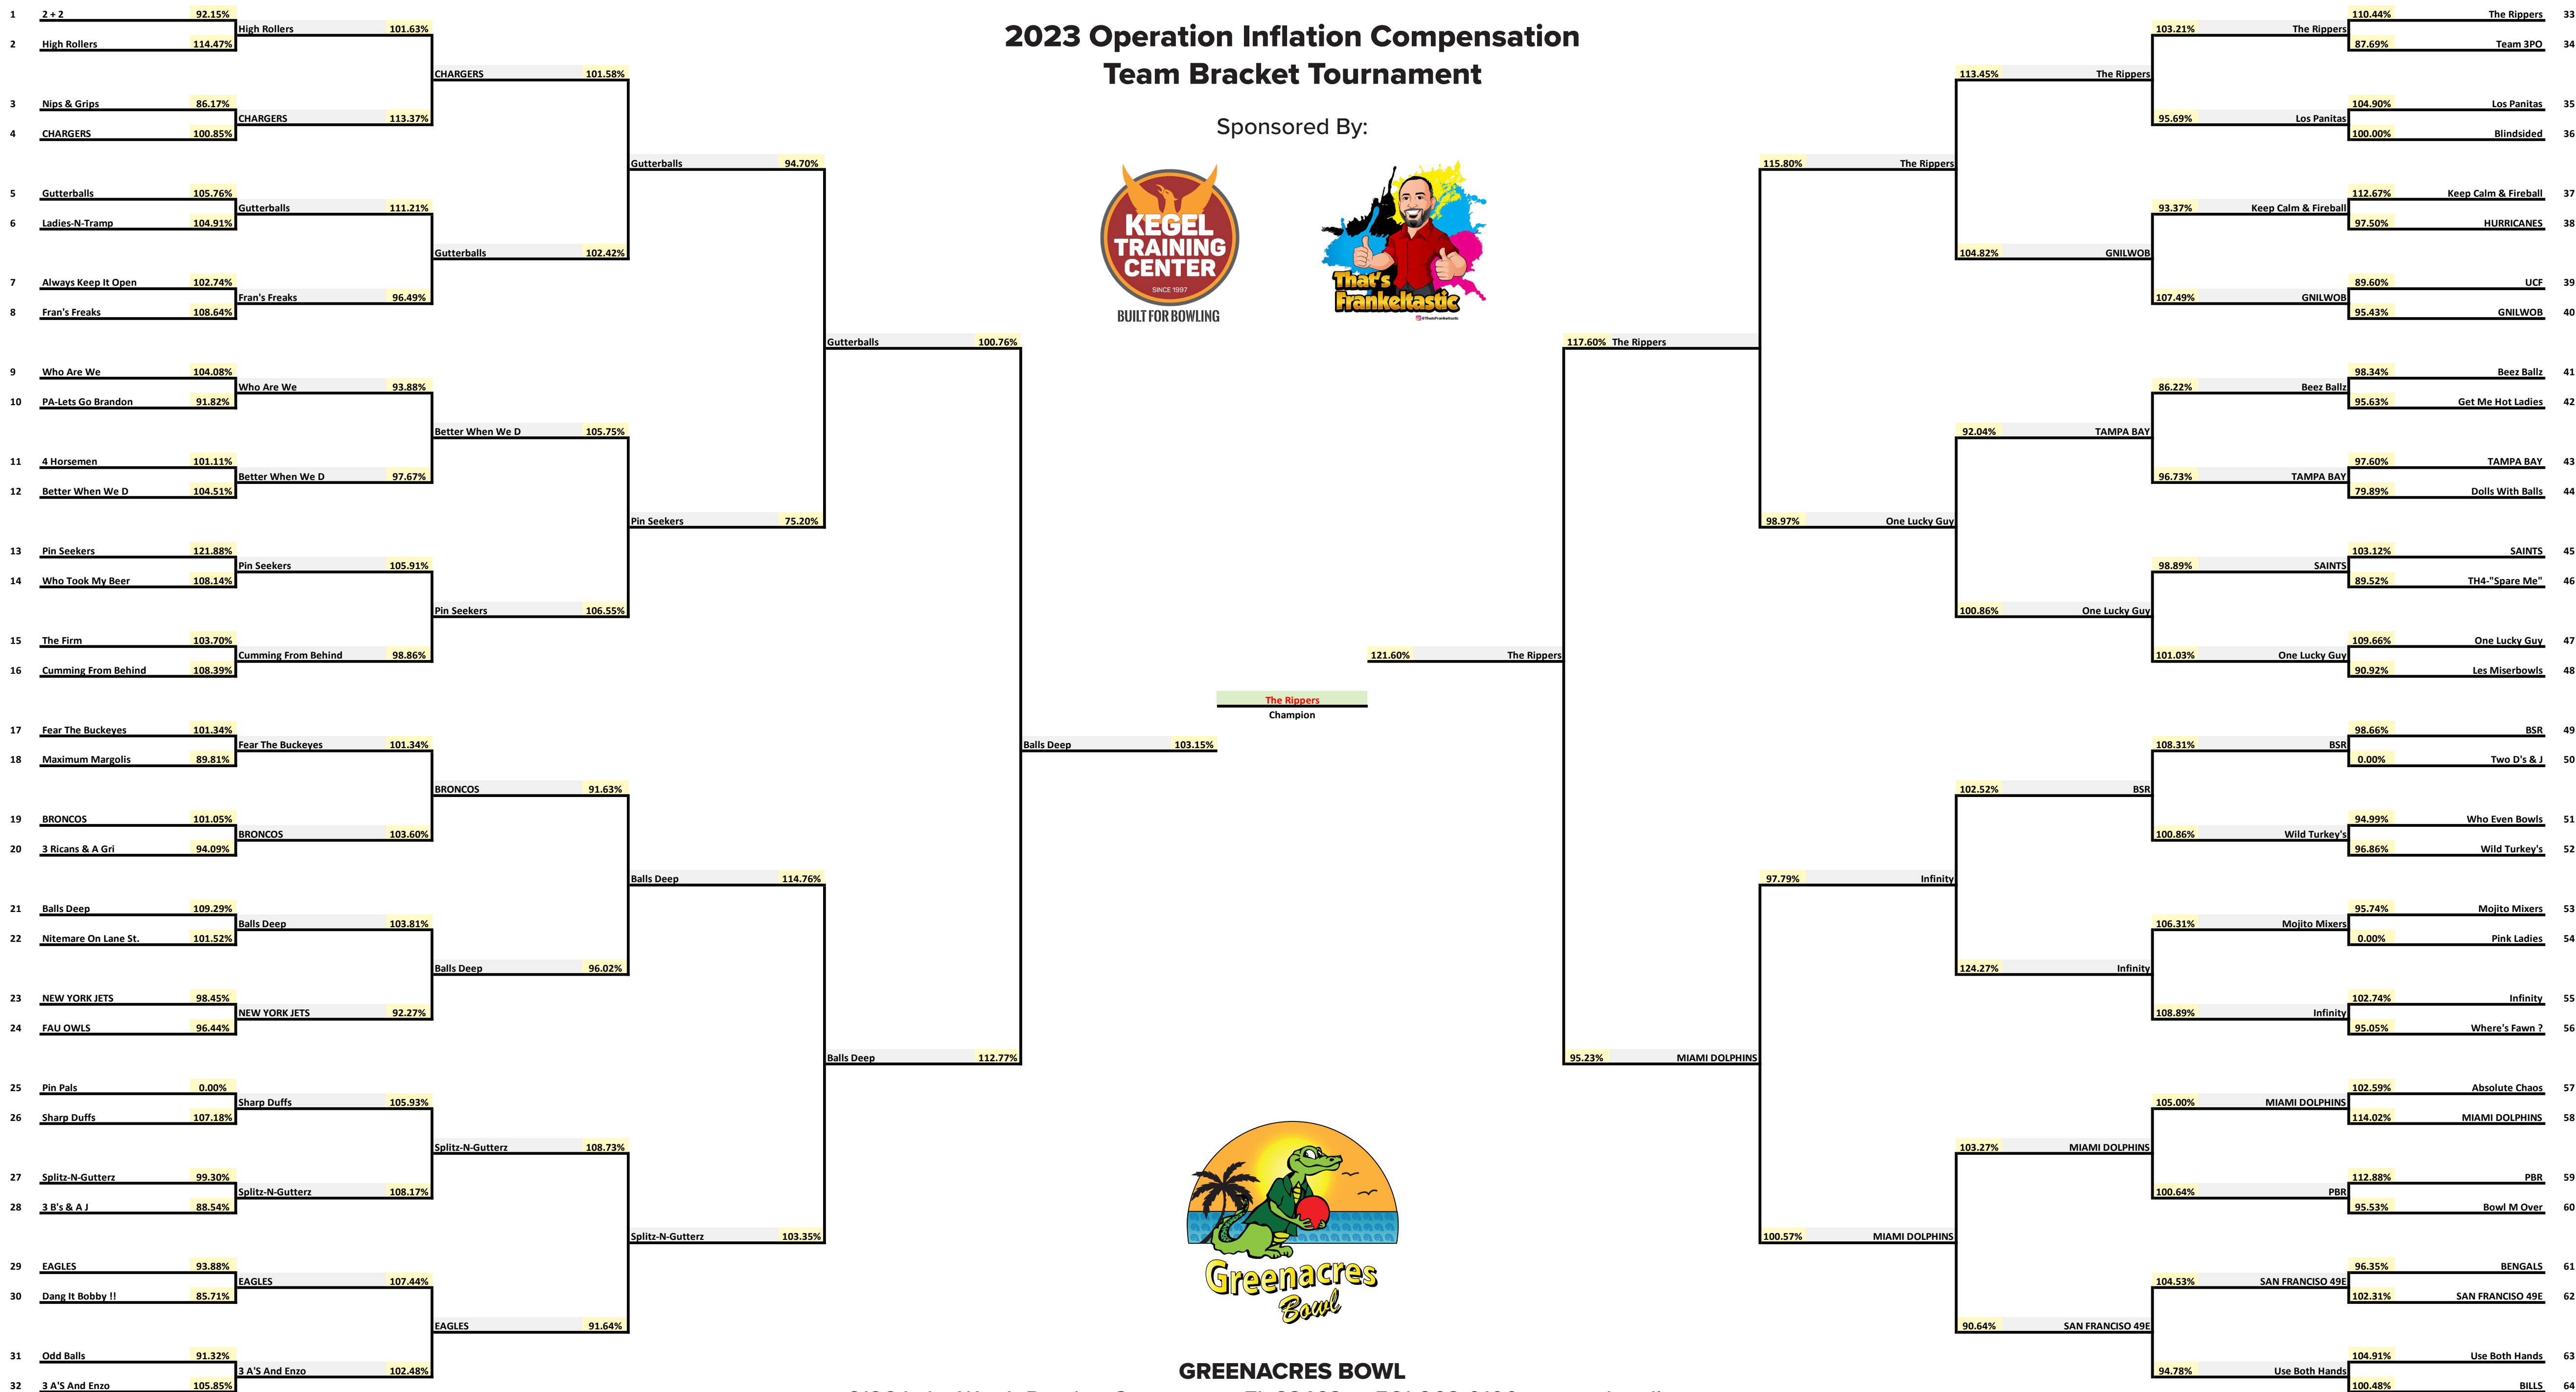 2023 Operation Inflation Compensation
Team Bracket Tournament
Sponsored By:
KEGEL
TRAINING
CENTER
SINCE 1997
BUILT FOR BOWLING
That's
Frankeltastic
@ThatsFrankeltastic
1 2 + 2 92.15%
2 High Rollers 114.47%
3 Nips & Grips 86.17%
4 CHARGERS 100.85%
5 Gutterballs 105.76%
6 Ladies-N-Tramp 104.91%
7 Always Keep It Open 102.74%
8 Fran's Freaks 108.64%
9 Who Are We 104.08%
10 PA-Lets Go Brandon 91.82%
11 4 Horsemen 101.11%
12 Better When We D 104.51%
13 Pin Seekers 121.88%
14 Who Took My Beer 108.14%
15 The Firm 103.70%
16 Cumming From Behind 108.39%
17 Fear The Buckeyes 101.34%
18 Maximum Margolis 89.81%
19 BRONCOS 101.05%
20 3 Ricans & A Gri 94.09%
21 Balls Deep 109.29%
22 Nitemare On Lane St. 101.52%
23 NEW YORK JETS 98.45%
24 FAU OWLS 96.44%
25 Pin Pals 0.00%
26 Sharp Duffs 107.18%
27 Splitz-N-Gutterz 99.30%
28 3 B's & A J 88.54%
29 EAGLES 93.88%
30 Dang It Bobby !! 85.71%
31 Odd Balls 91.32%
32 3 A'S And Enzo 105.85%
High Rollers 101.63%
CHARGERS 113.37%
Gutterballs 111.21%
Fran's Freaks 96.49%
Who Are We 93.88%
Better When We D 97.67%
Pin Seekers 105.91%
Cumming From Behind 98.86%
Fear The Buckeyes 101.34%
BRONCOS 103.60%
Balls Deep 103.81%
NEW YORK JETS 92.27%
Sharp Duffs 105.93%
Splitz-N-Gutterz 108.17%
EAGLES 107.44%
3 A'S And Enzo 102.48%
CHARGERS 101.58%
Gutterballs 102.42%
Better When We D 105.75%
Pin Seekers 106.55%
BRONCOS 91.63%
Balls Deep 96.02%
Splitz-N-Gutterz 108.73%
EAGLES 91.64%
Gutterballs 94.70%
Pin Seekers 75.20%
Balls Deep 114.76%
Splitz-N-Gutterz 103.35%
Gutterballs 100.76%
Balls Deep 112.77%
Balls Deep 103.15%
The Rippers
Champion
121.60% The Rippers
117.60% The Rippers
95.23% MIAMI DOLPHINS
115.80% The Rippers
98.97% One Lucky Guy
97.79% Infinity
100.57% MIAMI DOLPHINS
113.45% The Rippers
104.82% GNILWOB
92.04% TAMPA BAY
100.86% One Lucky Guy
102.52% BSR
124.27% Infinity
103.27% MIAMI DOLPHINS
90.64% SAN FRANCISO 49E
103.21% The Rippers
95.69% Los Panitas
93.37% Keep Calm & Fireball
107.49% GNILWOB
86.22% Beez Ballz
96.73% TAMPA BAY
98.89% SAINTS
101.03% One Lucky Guy
108.31% BSR
100.86% Wild Turkey's
106.31% Mojito Mixers
108.89% Infinity
105.00% MIAMI DOLPHINS
100.64% PBR
104.53% SAN FRANCISO 49E
94.78% Use Both Hands
110.44% The Rippers 33
87.69% Team 3PO 34
104.90% Los Panitas 35
100.00% Blindsided 36
112.67% Keep Calm & Fireball 37
97.50% HURRICANES 38
89.60% UCF 39
95.43% GNILWOB 40
98.34% Beez Ballz 41
95.63% Get Me Hot Ladies 42
97.60% TAMPA BAY 43
79.89% Dolls With Balls 44
103.12% SAINTS 45
89.52% TH4-"Spare Me" 46
109.66% One Lucky Guy 47
90.92% Les Miserbowls 48
98.66% BSR 49
0.00% Two D's & J 50
94.99% Who Even Bowls 51
96.86% Wild Turkey's 52
95.74% Mojito Mixers 53
0.00% Pink Ladies 54
102.74% Infinity 55
95.05% Where's Fawn ? 56
102.59% Absolute Chaos 57
114.02% MIAMI DOLPHINS 58
112.88% PBR 59
95.53% Bowl M Over 60
96.35% BENGALS 61
102.31% SAN FRANCISO 49E 62
104.91% Use Both Hands 63
100.48% BILLS 64
Greenacres
Bowl
GREENACRES BOWL